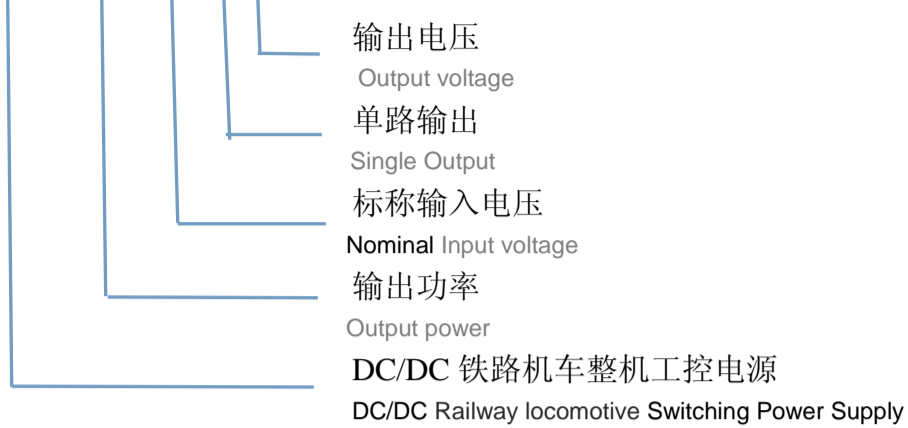 输出电压
Output voltage
单路输出
Single Output
标称输入电压
Nominal Input voltage
输出功率
Output power
DC/DC 铁路机车整机工控电源
DC/DC Railway locomotive Switching Power Supply